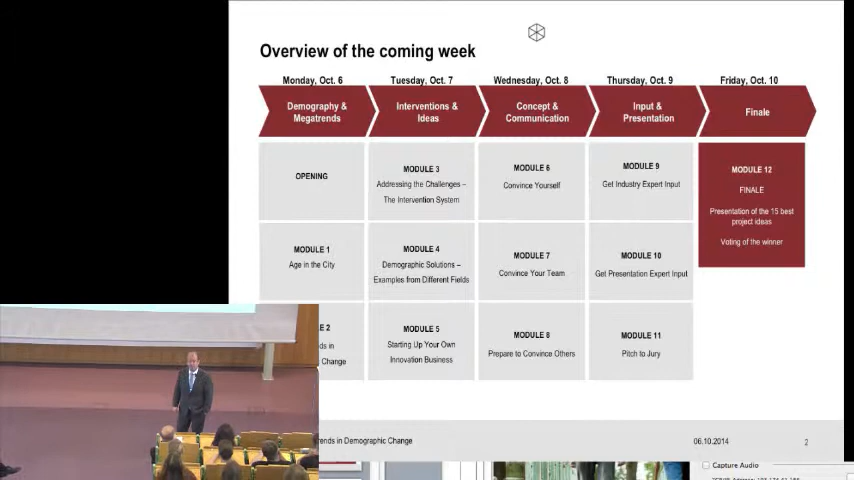 Overview of the coming week
Monday, Oct. 6
Tuesday, Oct. 7
Wednesday, Oct. 8
Thursday, Oct. 9
Friday, Oct. 10
Demography &
Megatrends
Interventions &
Ideas
Concept &
Communication
Input &
Presentation
Finale
OPENING
MODULE 3
Addressing the Challenges –
The Intervention System
MODULE 6
Convince Yourself
MODULE 9
Get Industry Expert Input
MODULE 12
FINALE
Presentation of the 15 best
project ideas
Voting of the winner
MODULE 1
Age in the City
MODULE 4
Demographic Solutions –
Examples from Different Fields
MODULE 7
Convince Your Team
MODULE 10
Get Presentation Expert Input
E 2
ds in
Change
MODULE 5
Starting Up Your Own
Innovation Business
MODULE 8
Prepare to Convince Others
MODULE 11
Pitch to Jury
rends in Demographic Change
06.10.2014
2
Capture Audio